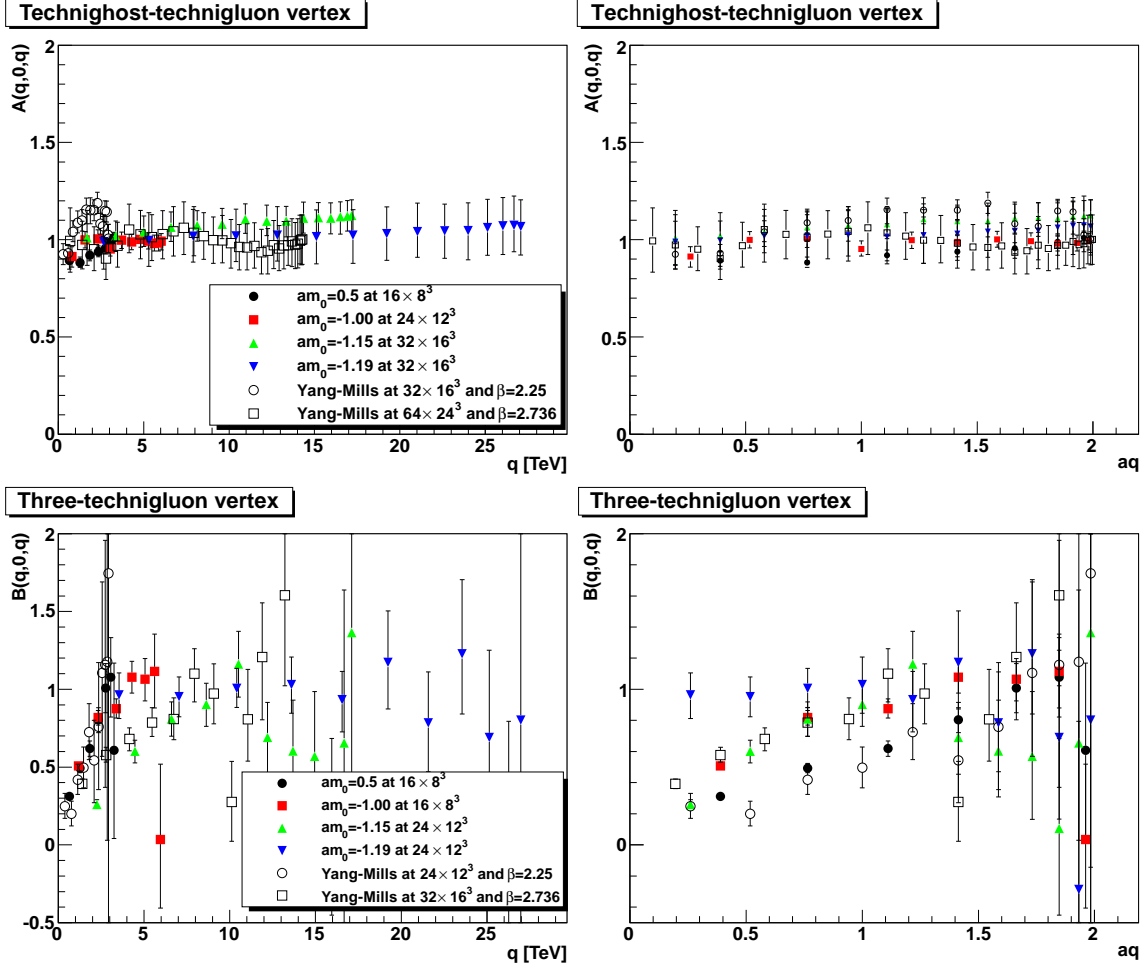 Technighost-technigluon vertex
A(q,0,q)
2
1.5
1
0.5
0
am₀=0.5 at 16× 8³
am₀=-1.00 at 24× 12³
am₀=-1.15 at 32× 16³
am₀=-1.19 at 32× 16³
Yang-Mills at 32× 16³ and β=2.25
Yang-Mills at 64× 24³ and β=2.736
0 5 10 15 20 25
q [TeV]
Technighost-technigluon vertex
A(q,0,q)
2
1.5
1
0.5
0
0 0.5 1 1.5 2
aq
Three-technigluon vertex
B(q,0,q)
2
1.5
1
0.5
0
-0.5
am₀=0.5 at 16× 8³
am₀=-1.00 at 16× 8³
am₀=-1.15 at 24× 12³
am₀=-1.19 at 24× 12³
Yang-Mills at 24× 12³ and β=2.25
Yang-Mills at 32× 16³ and β=2.736
0 5 10 15 20 25
q [TeV]
Three-technigluon vertex
B(q,0,q)
2
1.5
1
0.5
0
-0.5
0 0.5 1 1.5 2
aq